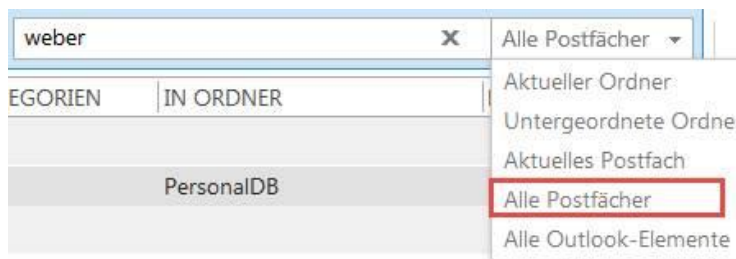 weber x Alle Postfächer
Aktueller Ordner
EGORIEN IN ORDNER
Untergeordnete Ordne
Aktuelles Postfach
PersonalDB
Alle Postfächer
Alle Outlook-Elemente